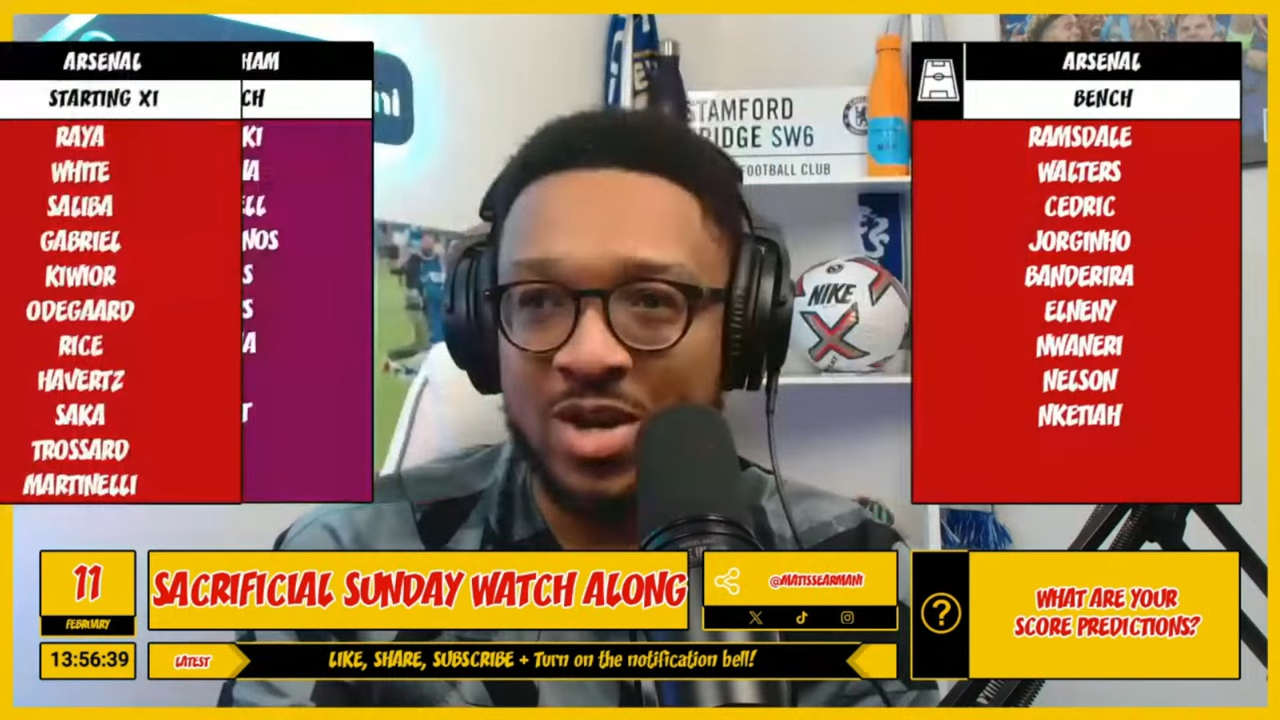 ARSENAL
STARTING XI
RAYA
WHITE
SALIBA
GABRIEL
KIWIOR
ODEGAARD
RICE
HAVERTZ
SAKA
TROSSARD
MARTINELLI
HAM
CH
KI
ELL
NOS
S
S
A
T
ni
STAMFORD
RIDGE SW6
FOOTBALL CLUB
NIKE
ARSENAL
BENCH
RAMSDALE
WALTERS
CEDRIC
JORGINHO
BANDERIRA
ELNENY
NWANERI
NELSON
NKETIAH
11
FEBRUARY
13:56:39
SACRIFICIAL SUNDAY WATCH ALONG
@MATISSEARMANI
LATEST
LIKE, SHARE, SUBSCRIBE + Turn on the notification bell!
?
WHAT ARE YOUR
SCORE PREDICTIONS?